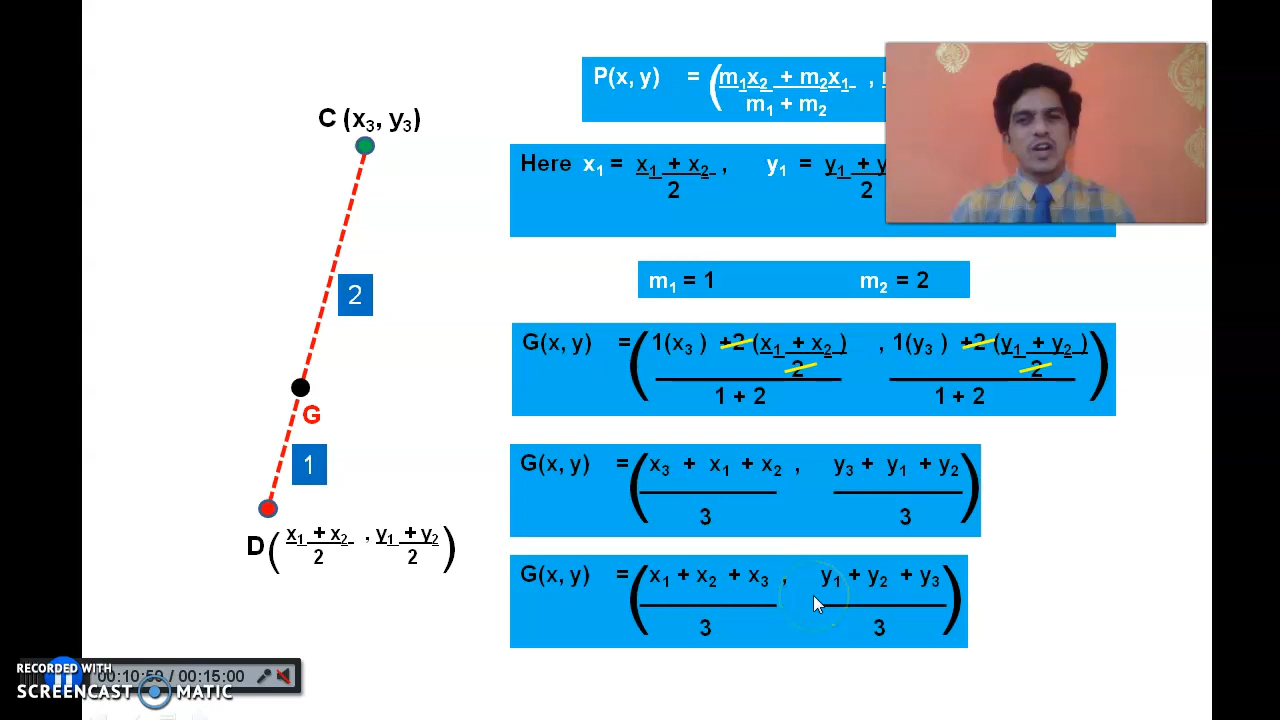 C (x₃, y₃)
2
G
1
D ( x₁ + x₂ , y₁ + y₂ )
2 2
P(x, y) = ( m₁x₂ + m₂x₁ ,
m₁ + m₂
Here x₁ = x₁ + x₂ , y₁ = y₁ + y
2 2
m₁ = 1 m₂ = 2
G(x, y) = ( 1(x₃ ) +2 (x₁ + x₂ ) , 1(y₃ ) +2 (y₁ + y₂ ) )
2 2
1 + 2 1 + 2
G(x, y) = ( x₃ + x₁ + x₂ , y₃ + y₁ + y₂ )
3 3
G(x, y) = ( x₁ + x₂ + x₃ , y₁ + y₂ + y₃ )
3 3
RECORDED WITH
00:10:50 / 00:15:00
SCREENCAST MATIC